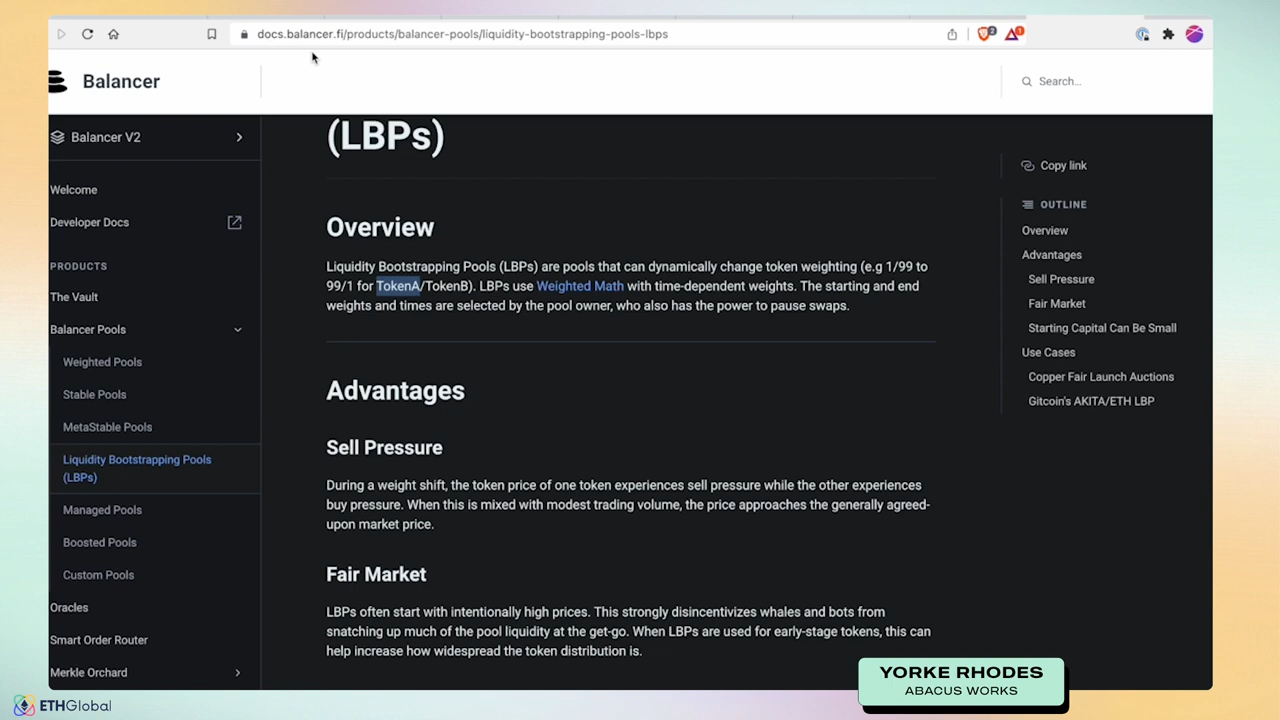 docs.balancer.fi/products/balancer-pools/liquidity-bootstrapping-pools-lbps
2
1
Balancer
Search...
Balancer V2
Welcome
Developer Docs
PRODUCTS
The Vault
Balancer Pools
Weighted Pools
Stable Pools
MetaStable Pools
Liquidity Bootstrapping Pools
(LBPs)
Managed Pools
Boosted Pools
Custom Pools
Oracles
Smart Order Router
Merkle Orchard
(LBPs)
Overview
Liquidity Bootstrapping Pools (LBPs) are pools that can dynamically change token weighting (e.g 1/99 to
99/1 for TokenA/TokenB). LBPs use Weighted Math with time-dependent weights. The starting and end
weights and times are selected by the pool owner, who also has the power to pause swaps.
Advantages
Sell Pressure
During a weight shift, the token price of one token experiences sell pressure while the other experiences
buy pressure. When this is mixed with modest trading volume, the price approaches the generally agreed-
upon market price.
Fair Market
LBPs often start with intentionally high prices. This strongly disincentivizes whales and bots from
snatching up much of the pool liquidity at the get-go. When LBPs are used for early-stage tokens, this can
help increase how widespread the token distribution is.
Copy link
OUTLINE
Overview
Advantages
Sell Pressure
Fair Market
Starting Capital Can Be Small
Use Cases
Copper Fair Launch Auctions
Gitcoin's AKITA/ETH LBP
YORKE RHODES
ABACUS WORKS
ETHGlobal